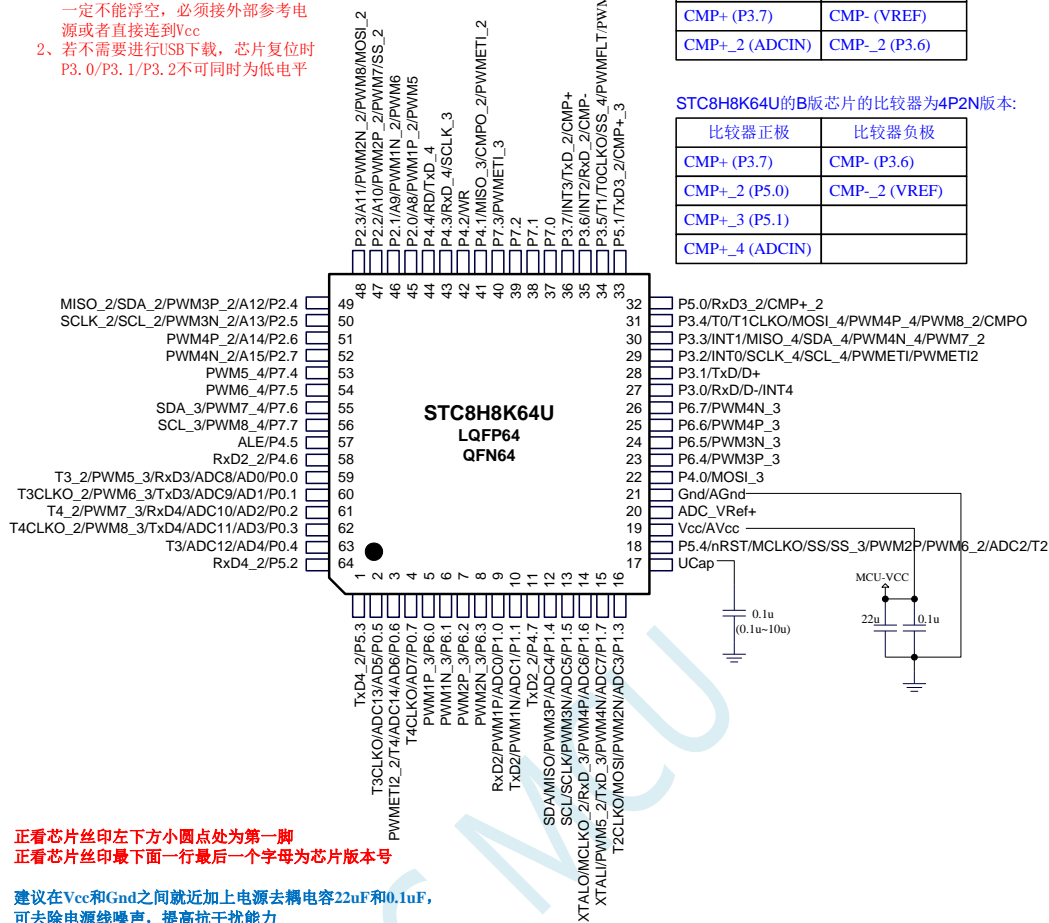 一定不能浮空，必须接外部参考电
源或者直接连到Vcc
2、若不需要进行USB下载，芯片复位时
P3.0/P3.1/P3.2不可同时为低电平
CMP+ (P3.7) CMP- (VREF)
CMP+_2 (ADCIN) CMP-_2 (P3.6)
STC8H8K64U的B版芯片的比较器为4P2N版本:
比较器正极 比较器负极
CMP+ (P3.7) CMP- (P3.6)
CMP+_2 (P5.0) CMP-_2 (VREF)
CMP+_3 (P5.1)
CMP+_4 (ADCIN)
P2.3/A11/PWM2N_2/PWM8/MOSI_2
P2.2/A10/PWM2P_2/PWM7/SS_2
P2.1/A9/PWM1N_2/PWM6
P2.0/A8/PWM1P_2/PWM5
P4.4/RD/TxD_4
P4.3/RxD_4/SCLK_3
P4.2/WR
P4.1/MISO_3/CMPO_2/PWMETI_2
P7.3/PWMETI_3
P7.2
P7.1
P7.0
P3.7/INT3/TxD_2/CMP+
P3.6/INT2/RxD_2/CMP-
P3.5/T1/T0CLKO/SS_4/PWMFLT/PWM
P5.1/TxD3_2/CMP+_3
48 47 46 45 44 43 42 41 40 39 38 37 36 35 34 33
MISO_2/SDA_2/PWM3P_2/A12/P2.4 49
SCLK_2/SCL_2/PWM3N_2/A13/P2.5 50
PWM4P_2/A14/P2.6 51
PWM4N_2/A15/P2.7 52
PWM5_4/P7.4 53
PWM6_4/P7.5 54
SDA_3/PWM7_4/P7.6 55
SCL_3/PWM8_4/P7.7 56
ALE/P4.5 57
RxD2_2/P4.6 58
T3_2/PWM5_3/RxD3/ADC8/AD0/P0.0 59
T3CLKO_2/PWM6_3/TxD3/ADC9/AD1/P0.1 60
T4_2/PWM7_3/RxD4/ADC10/AD2/P0.2 61
T4CLKO_2/PWM8_3/TxD4/ADC11/AD3/P0.3 62
T3/ADC12/AD4/P0.4 63
RxD4_2/P5.2 64
STC8H8K64U
LQFP64
QFN64
32 P5.0/RxD3_2/CMP+_2
31 P3.4/T0/T1CLKO/MOSI_4/PWM4P_4/PWM8_2/CMPO
30 P3.3/INT1/MISO_4/SDA_4/PWM4N_4/PWM7_2
29 P3.2/INT0/SCLK_4/SCL_4/PWMETI/PWMETI2
28 P3.1/TxD/D+
27 P3.0/RxD/D-/INT4
26 P6.7/PWM4N_3
25 P6.6/PWM4P_3
24 P6.5/PWM3N_3
23 P6.4/PWM3P_3
22 P4.0/MOSI_3
21 Gnd/AGnd
20 ADC_VRef+
19 Vcc/AVcc
18 P5.4/nRST/MCLKO/SS/SS_3/PWM2P/PWM6_2/ADC2/T2
17 UCap
1 2 3 4 5 6 7 8 9 10 11 12 13 14 15 16
TxD4_2/P5.3
T3CLKO/ADC13/AD5/P0.5
PWMETI2_2/T4/ADC14/AD6/P0.6
T4CLKO/AD7/P0.7
PWM1P_3/P6.0
PWM1N_3/P6.1
PWM2P_3/P6.2
PWM2N_3/P6.3
RxD2/PWM1P/ADC0/P1.0
TxD2/PWM1N/ADC1/P1.1
TxD2_2/P4.7
SDA/MISO/PWM3P/ADC4/P1.4
SCL/SCLK/PWM3N/ADC5/P1.5
XTALO/MCLKO_2/RxD_3/PWM4P/ADC6/P1.6
XTALI/PWM5_2/TxD_3/PWM4N/ADC7/P1.7
T2CLKO/MOSI/PWM2N/ADC3/P1.3
0.1u
(0.1u~10u)
MCU-VCC
22u 0.1u
正看芯片丝印左下方小圆点处为第一脚
正看芯片丝印最下面一行最后一个字母为芯片版本号
建议在Vcc和Gnd之间就近加上电源去耦电容22uF和0.1uF，
可去除电源线噪声，提高抗干扰能力
MCU